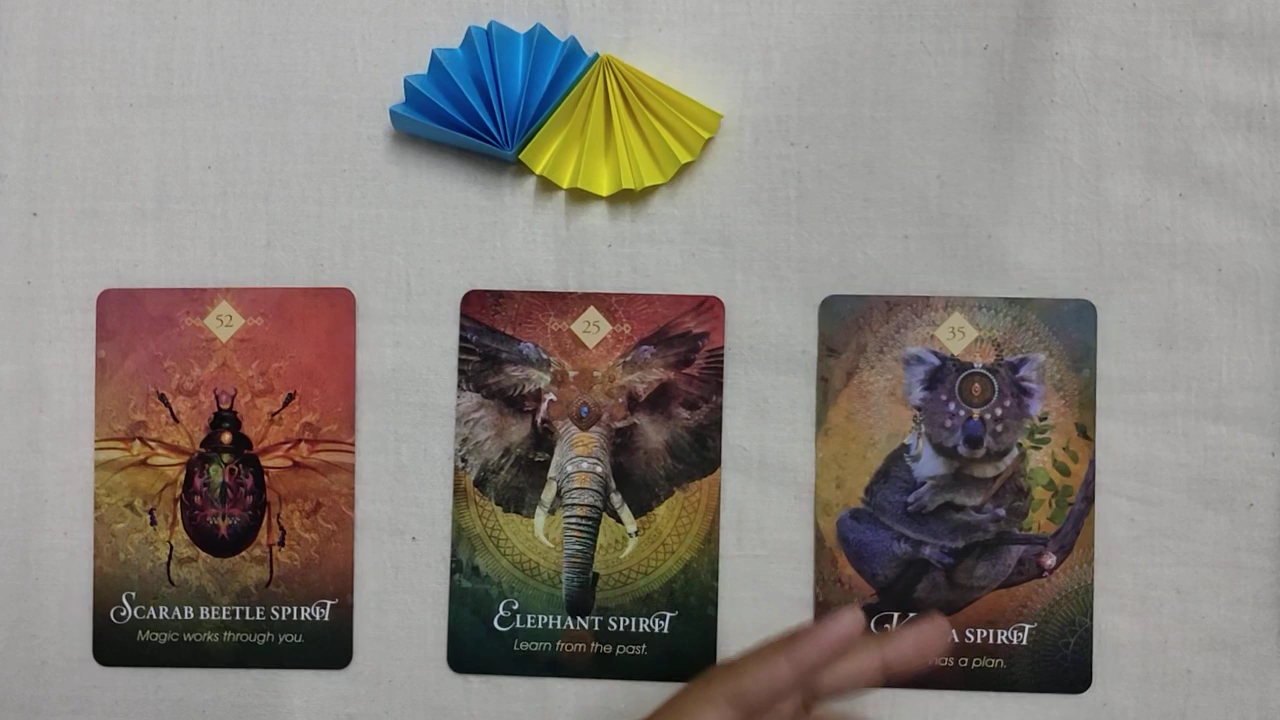 52
SCARAB BEETLE SPIRIT
Magic works through you.
25
ELEPHANT SPIRIT
Learn from the past.
35
SPIRIT
has a plan.